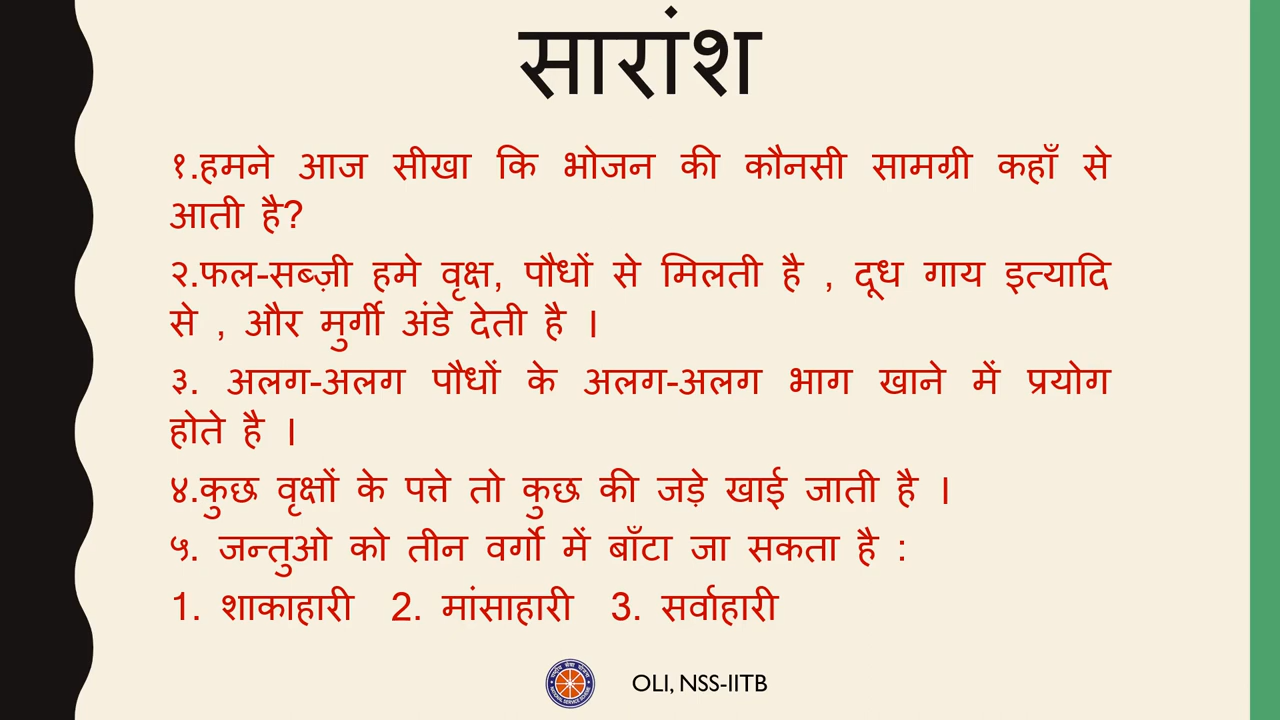 सारांश
१.हमने आज सीखा कि भोजन की कौनसी सामग्री कहाँ से
आती है?
२.फल-सब्ज़ी हमे वृक्ष, पौधों से मिलती है , दूध गाय इत्यादि
से , और मुर्गी अंडे देती है ।
३. अलग-अलग पौधों के अलग-अलग भाग खाने में प्रयोग
होते है ।
४.कुछ वृक्षों के पत्ते तो कुछ की जड़े खाई जाती है ।
५. जन्तुओ को तीन वर्गो में बाँटा जा सकता है :
1. शाकाहारी 2. मांसाहारी 3. सर्वाहारी
OLI, NSS-IITB